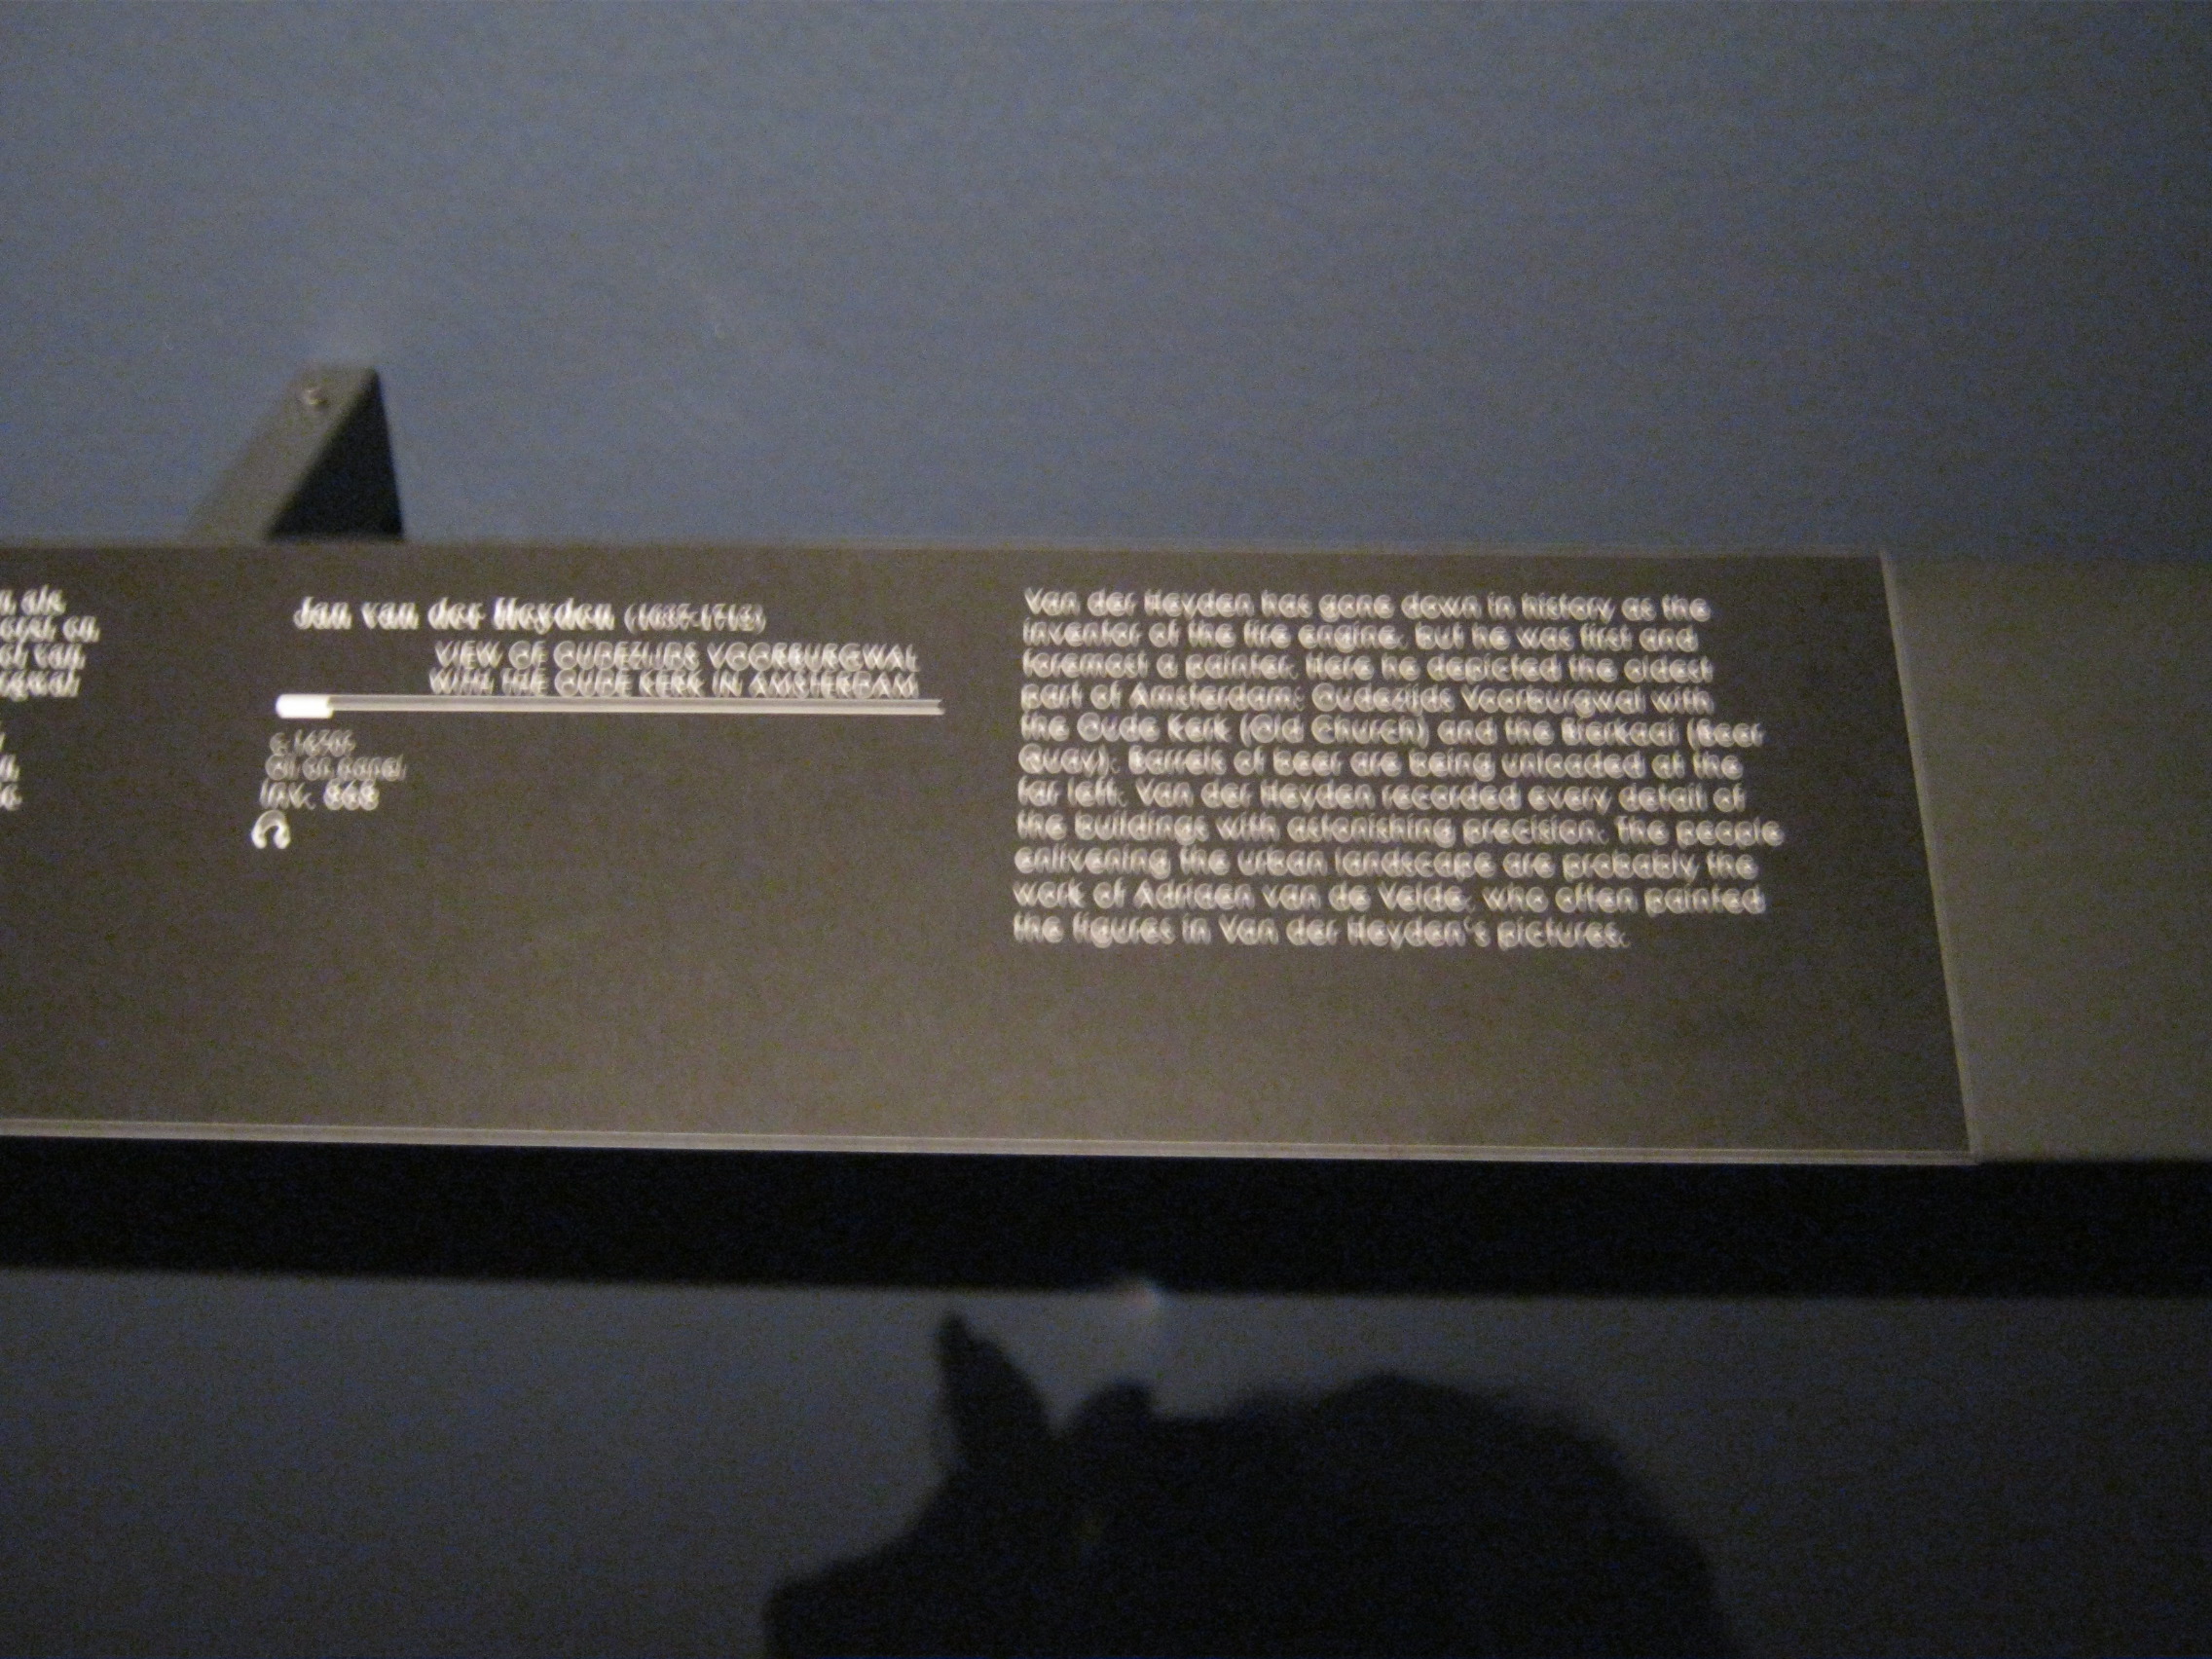 Jan van der Heyden (1637-1712)
VIEW OF OUDEZIJDS VOORBURGWAL
WITH THE OUDE KERK IN AMSTERDAM
Oil on panel
Inv. 868
Van der Heyden has gone down in history as the
inventor of the fire engine, but he was first and
foremost a painter. Here he depicted the oldest
part of Amsterdam: Oudezijds Voorburgwal with
the Oude Kerk (Old Church) and the Bierkaai (Beer
Quay). Barrels of beer are being unloaded at the
far left. Van der Heyden recorded every detail of
the buildings with astonishing precision. The people
enlivening the urban landscape are probably the
work of Adriaen van de Velde, who often painted
the figures in Van der Heyden's pictures.